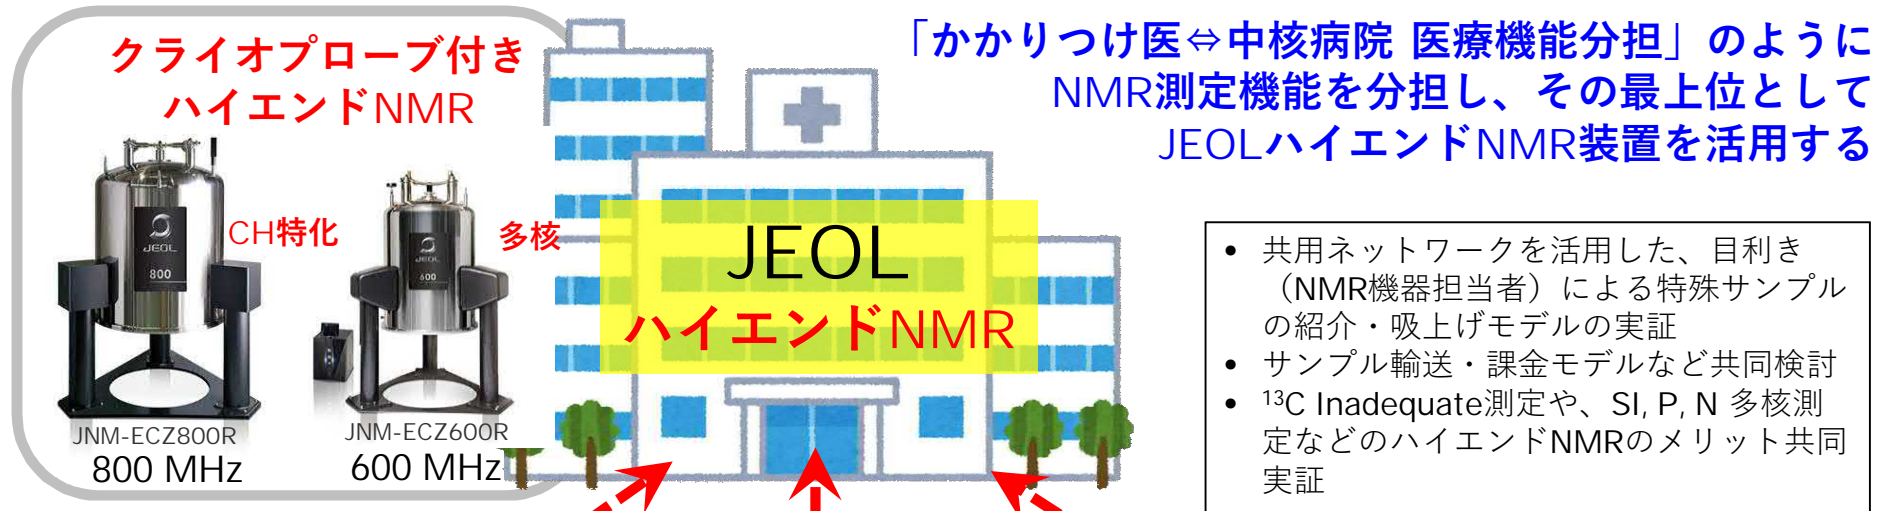 クライオプローブ付き
ハイエンドNMR
JEOL
800
CH特化
JNM-ECZ800R
800 MHz
JEOL
600
多核
JNM-ECZ600R
600 MHz
JEOL
ハイエンドNMR
「かかりつけ医⇔中核病院 医療機能分担」のように
NMR測定機能を分担し、その最上位として
JEOLハイエンドNMR装置を活用する
• 共用ネットワークを活用した、目利き
（NMR機器担当者）による特殊サンプル
の紹介・吸上げモデルの実証
• サンプル輸送・課金モデルなど共同検討
• ¹³C Inadequate測定や、SI, P, N 多核測
定などのハイエンドNMRのメリット共同
実証